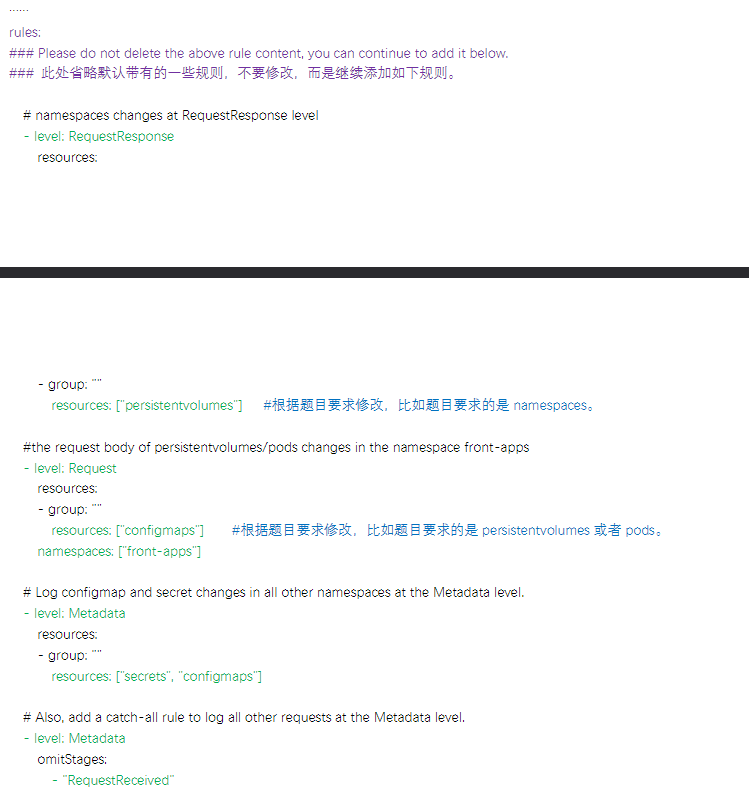 ......
rules:
### Please do not delete the above rule content, you can continue to add it below.
### 此处省略默认带有的一些规则，不要修改，而是继续添加如下规则。
# namespaces changes at RequestResponse level
- level: RequestResponse
resources:
- group: ""
resources: ["persistentvolumes"] #根据题目要求修改，比如题目要求的是 namespaces。
#the request body of persistentvolumes/pods changes in the namespace front-apps
- level: Request
resources:
- group: ""
resources: ["configmaps"] #根据题目要求修改，比如题目要求的是 persistentvolumes 或者 pods。
namespaces: ["front-apps"]
# Log configmap and secret changes in all other namespaces at the Metadata level.
- level: Metadata
resources:
- group: ""
resources: ["secrets", "configmaps"]
# Also, add a catch-all rule to log all other requests at the Metadata level.
- level: Metadata
omitStages:
- "RequestReceived"